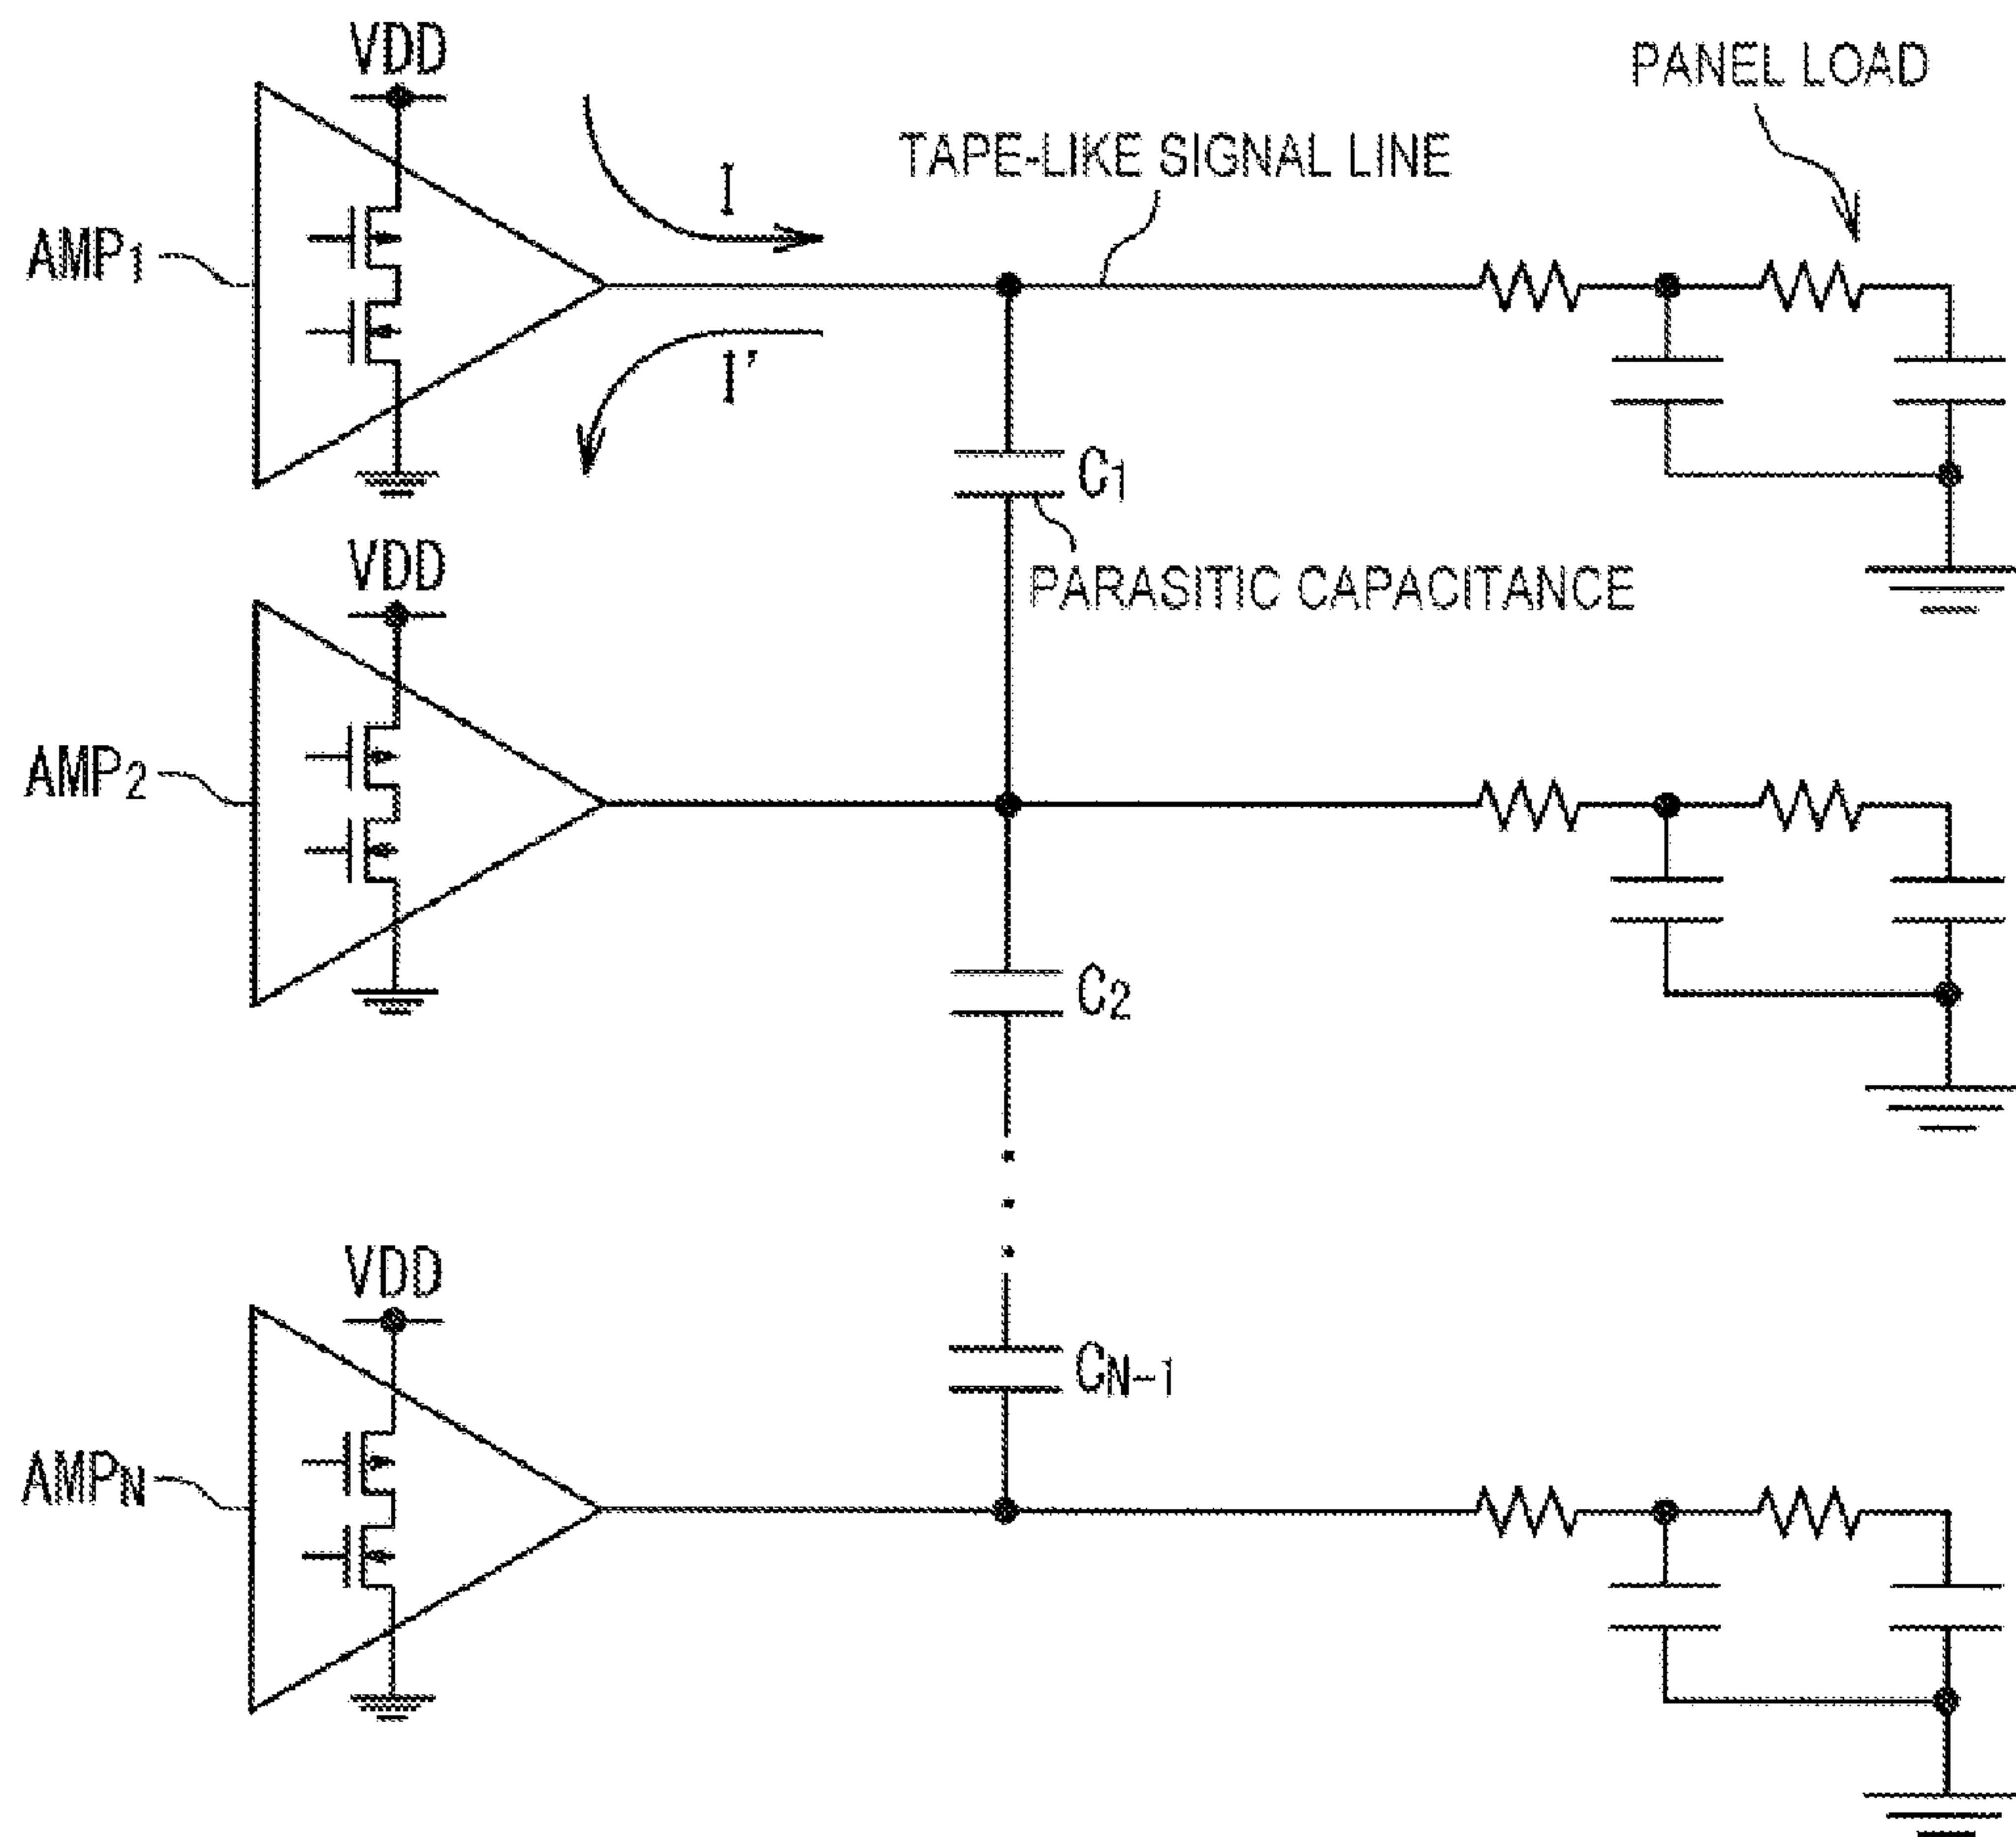 VDD
PANEL LOAD
TAPE-LIKE SIGNAL LINE
I
AMP1
I'
C1
VDD
PARASITIC CAPACITANCE
AMP2
C2
VDD
CN-1
AMPN